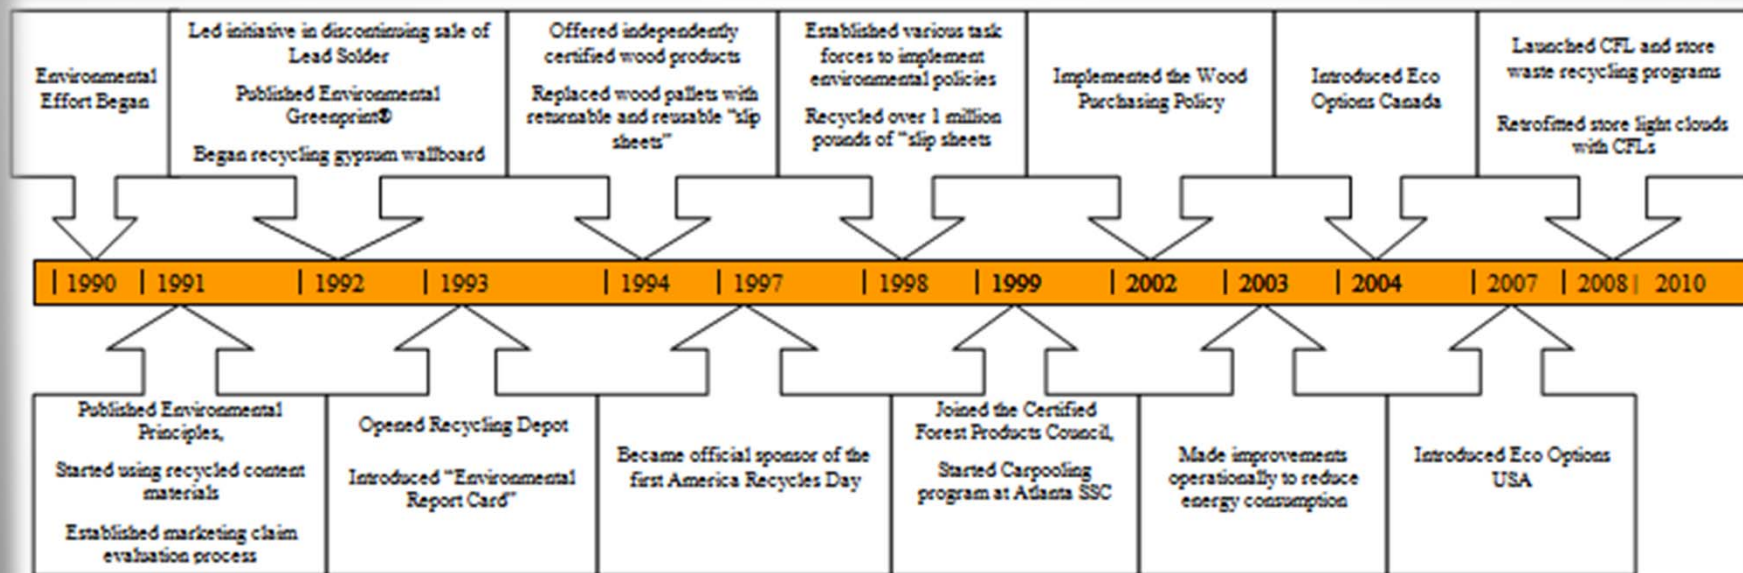 Environmental
Effort Began
Led initiative in discontinuing sale of
Lead Solder
Published Environmental
Greenprint®
Began recycling gypsum wallboard
Offered independently
certified wood products
Replaced wood pallets with
returnable and reusable "slip
sheets"
Established various task
forces to implement
environmental policies
Recycled over 1 million
pounds of "slip sheets
Implemented the Wood
Purchasing Policy
Introduced Eco
Options Canada
Launched CFL and store
waste recycling programs
Retrofitted store light clouds
with CFLs
| 1990 | 1991 | 1992 | 1993 | 1994 | 1997 | 1998 | 1999 | 2002 | 2003 | 2004 | 2007 | 2008 | 2010
Published Environmental
Principles,
Started using recycled content
materials
Established marketing claim
evaluation process
Opened Recycling Depot
Introduced "Environmental
Report Card"
Became official sponsor of the
first America Recycles Day
Joined the Certified
Forest Products Council,
Started Carpooling
program at Atlanta SSC
Made improvements
operationally to reduce
energy consumption
Introduced Eco Options
USA